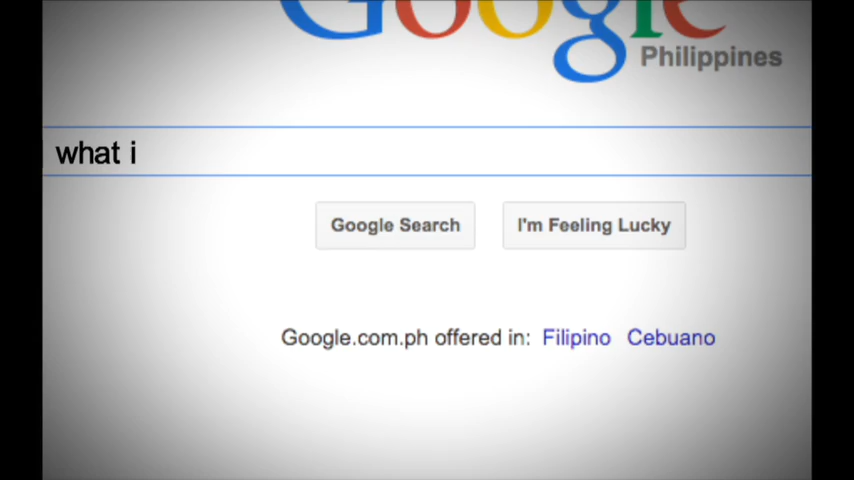 Google
Philippines
what i
Google Search
I'm Feeling Lucky
Google.com.ph offered in: Filipino Cebuano